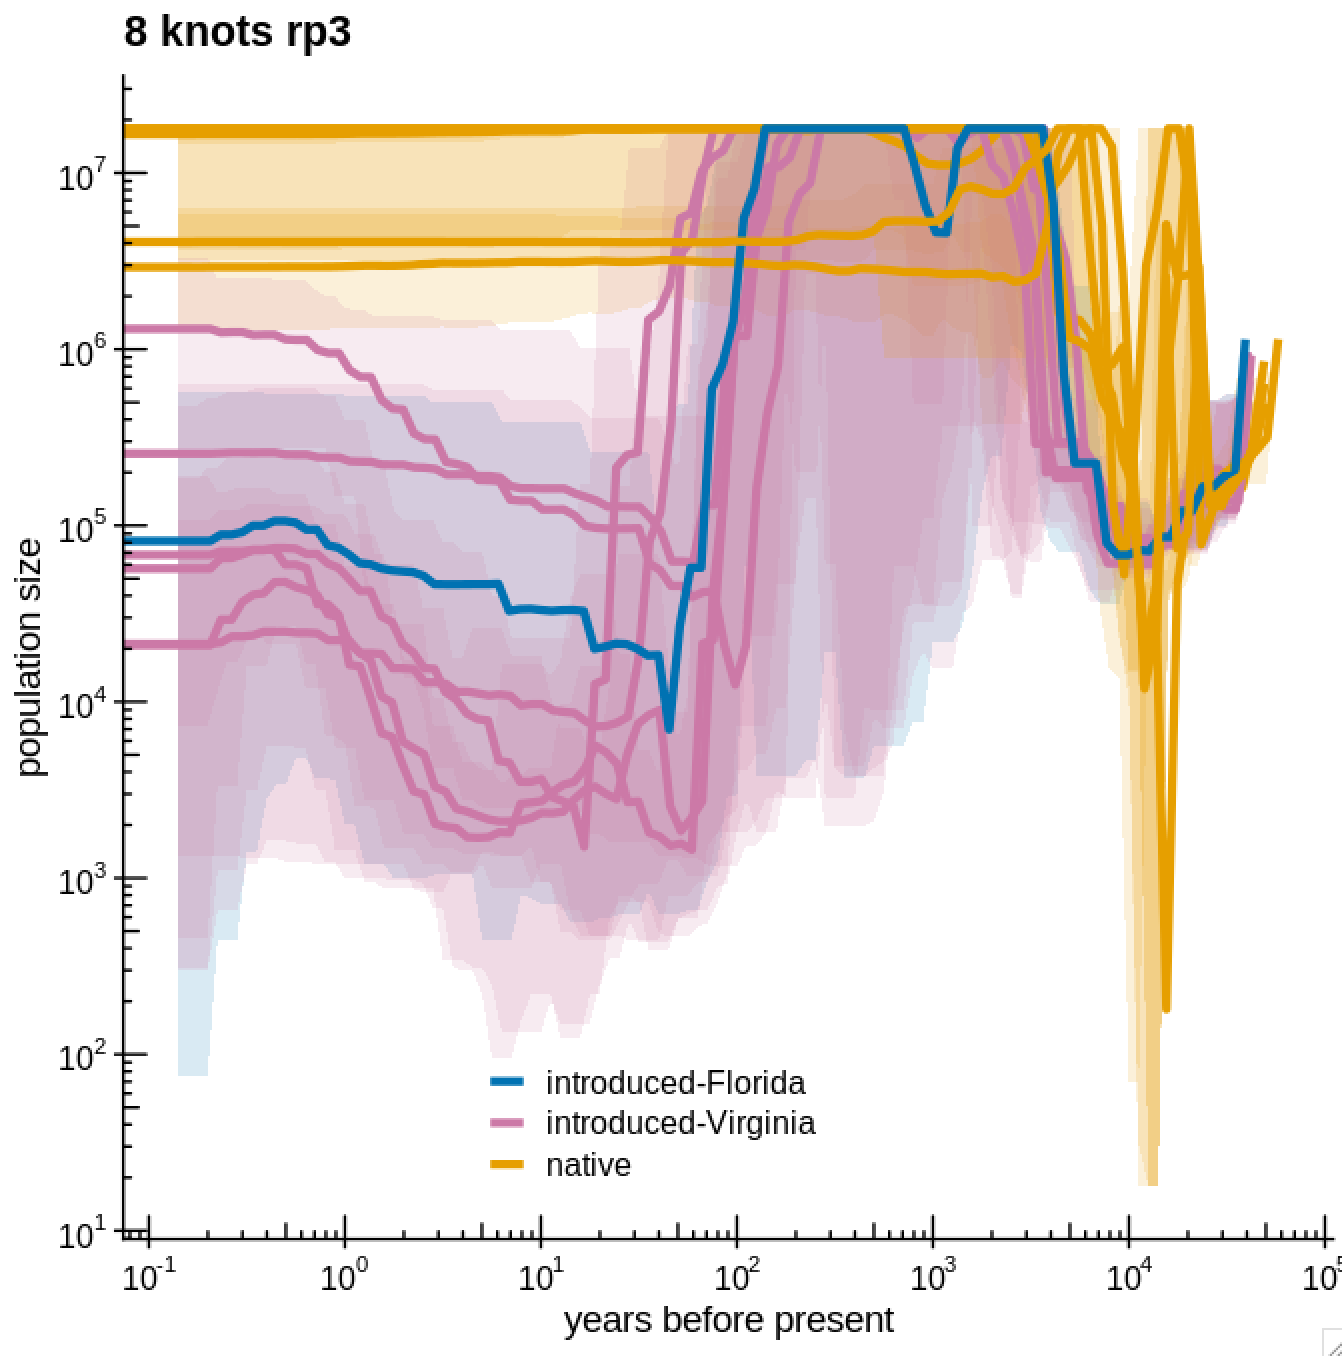 8 knots rp3
population size
10^7
10^6
10^5
10^4
10^3
10^2
10^1
introduced-Florida
introduced-Virginia
native
10^-1 10^0 10^1 10^2 10^3 10^4 10^5
years before present